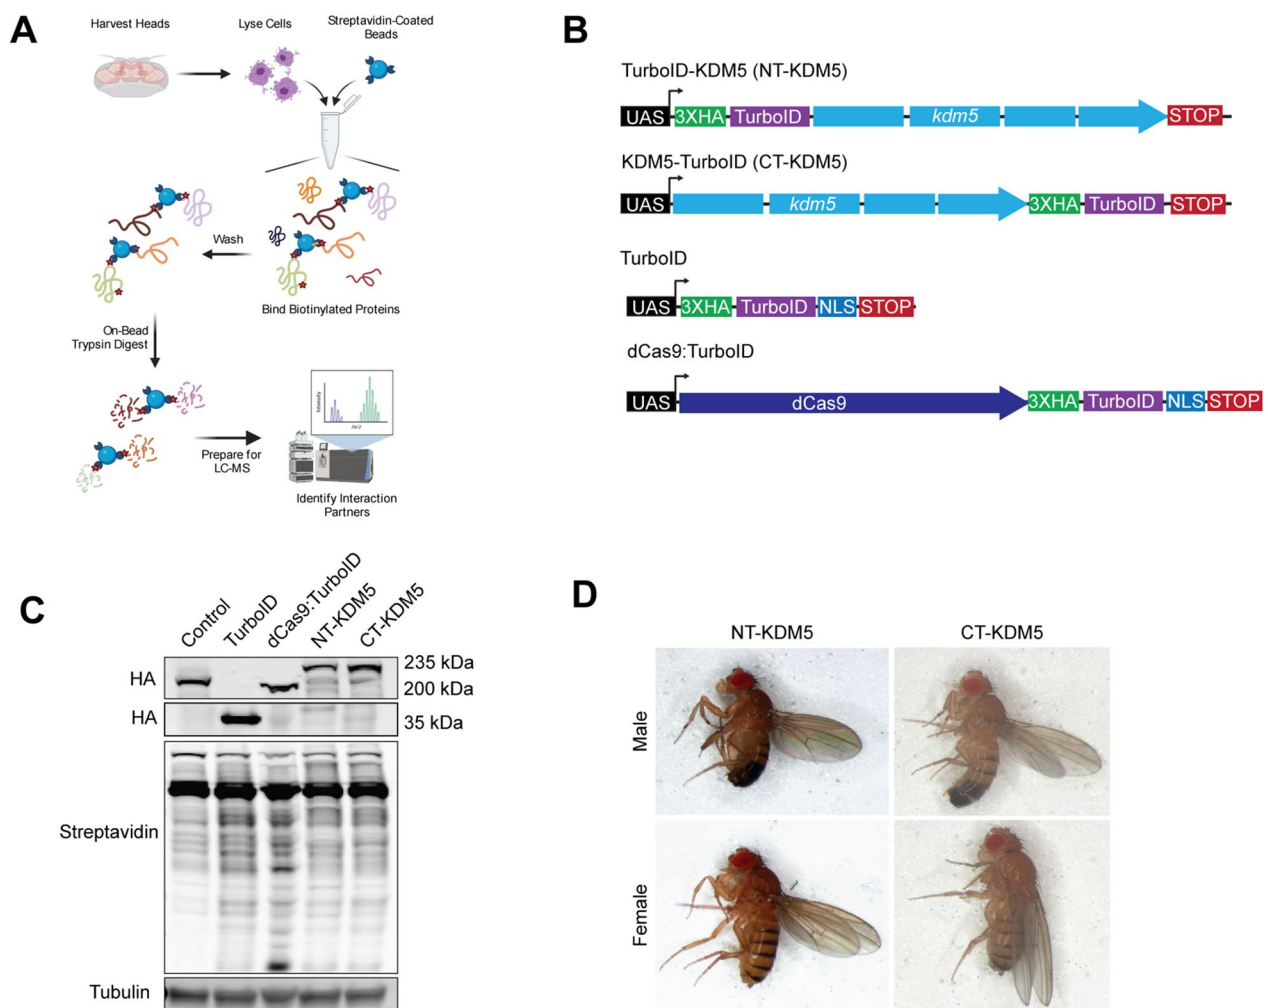 A
Harvest Heads
Lyse Cells
Streptavidin-Coated
Beads
Wash
Bind Biotinylated Proteins
On-Bead
Trypsin Digest
Prepare for
LC-MS
Intensity
m/z
Identify Interaction
Partners
B
TurboID-KDM5 (NT-KDM5)
UAS 3XHA TurboID kdm5 STOP
KDM5-TurboID (CT-KDM5)
UAS kdm5 3XHA TurboID STOP
TurboID
UAS 3XHA TurboID NLS STOP
dCas9:TurboID
UAS dCas9 3XHA TurboID NLS STOP
C
Control
TurboID
dCas9:TurboID
NT-KDM5
CT-KDM5
HA
235 kDa
200 kDa
HA
35 kDa
Streptavidin
Tubulin
D
NT-KDM5
CT-KDM5
Male
Female